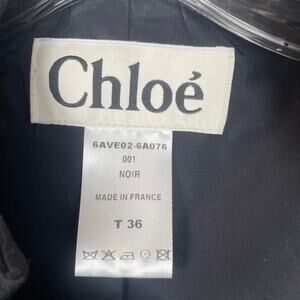 Chloé
6AVE02-6A076
001
NOIR
MADE IN FRANCE
T 36